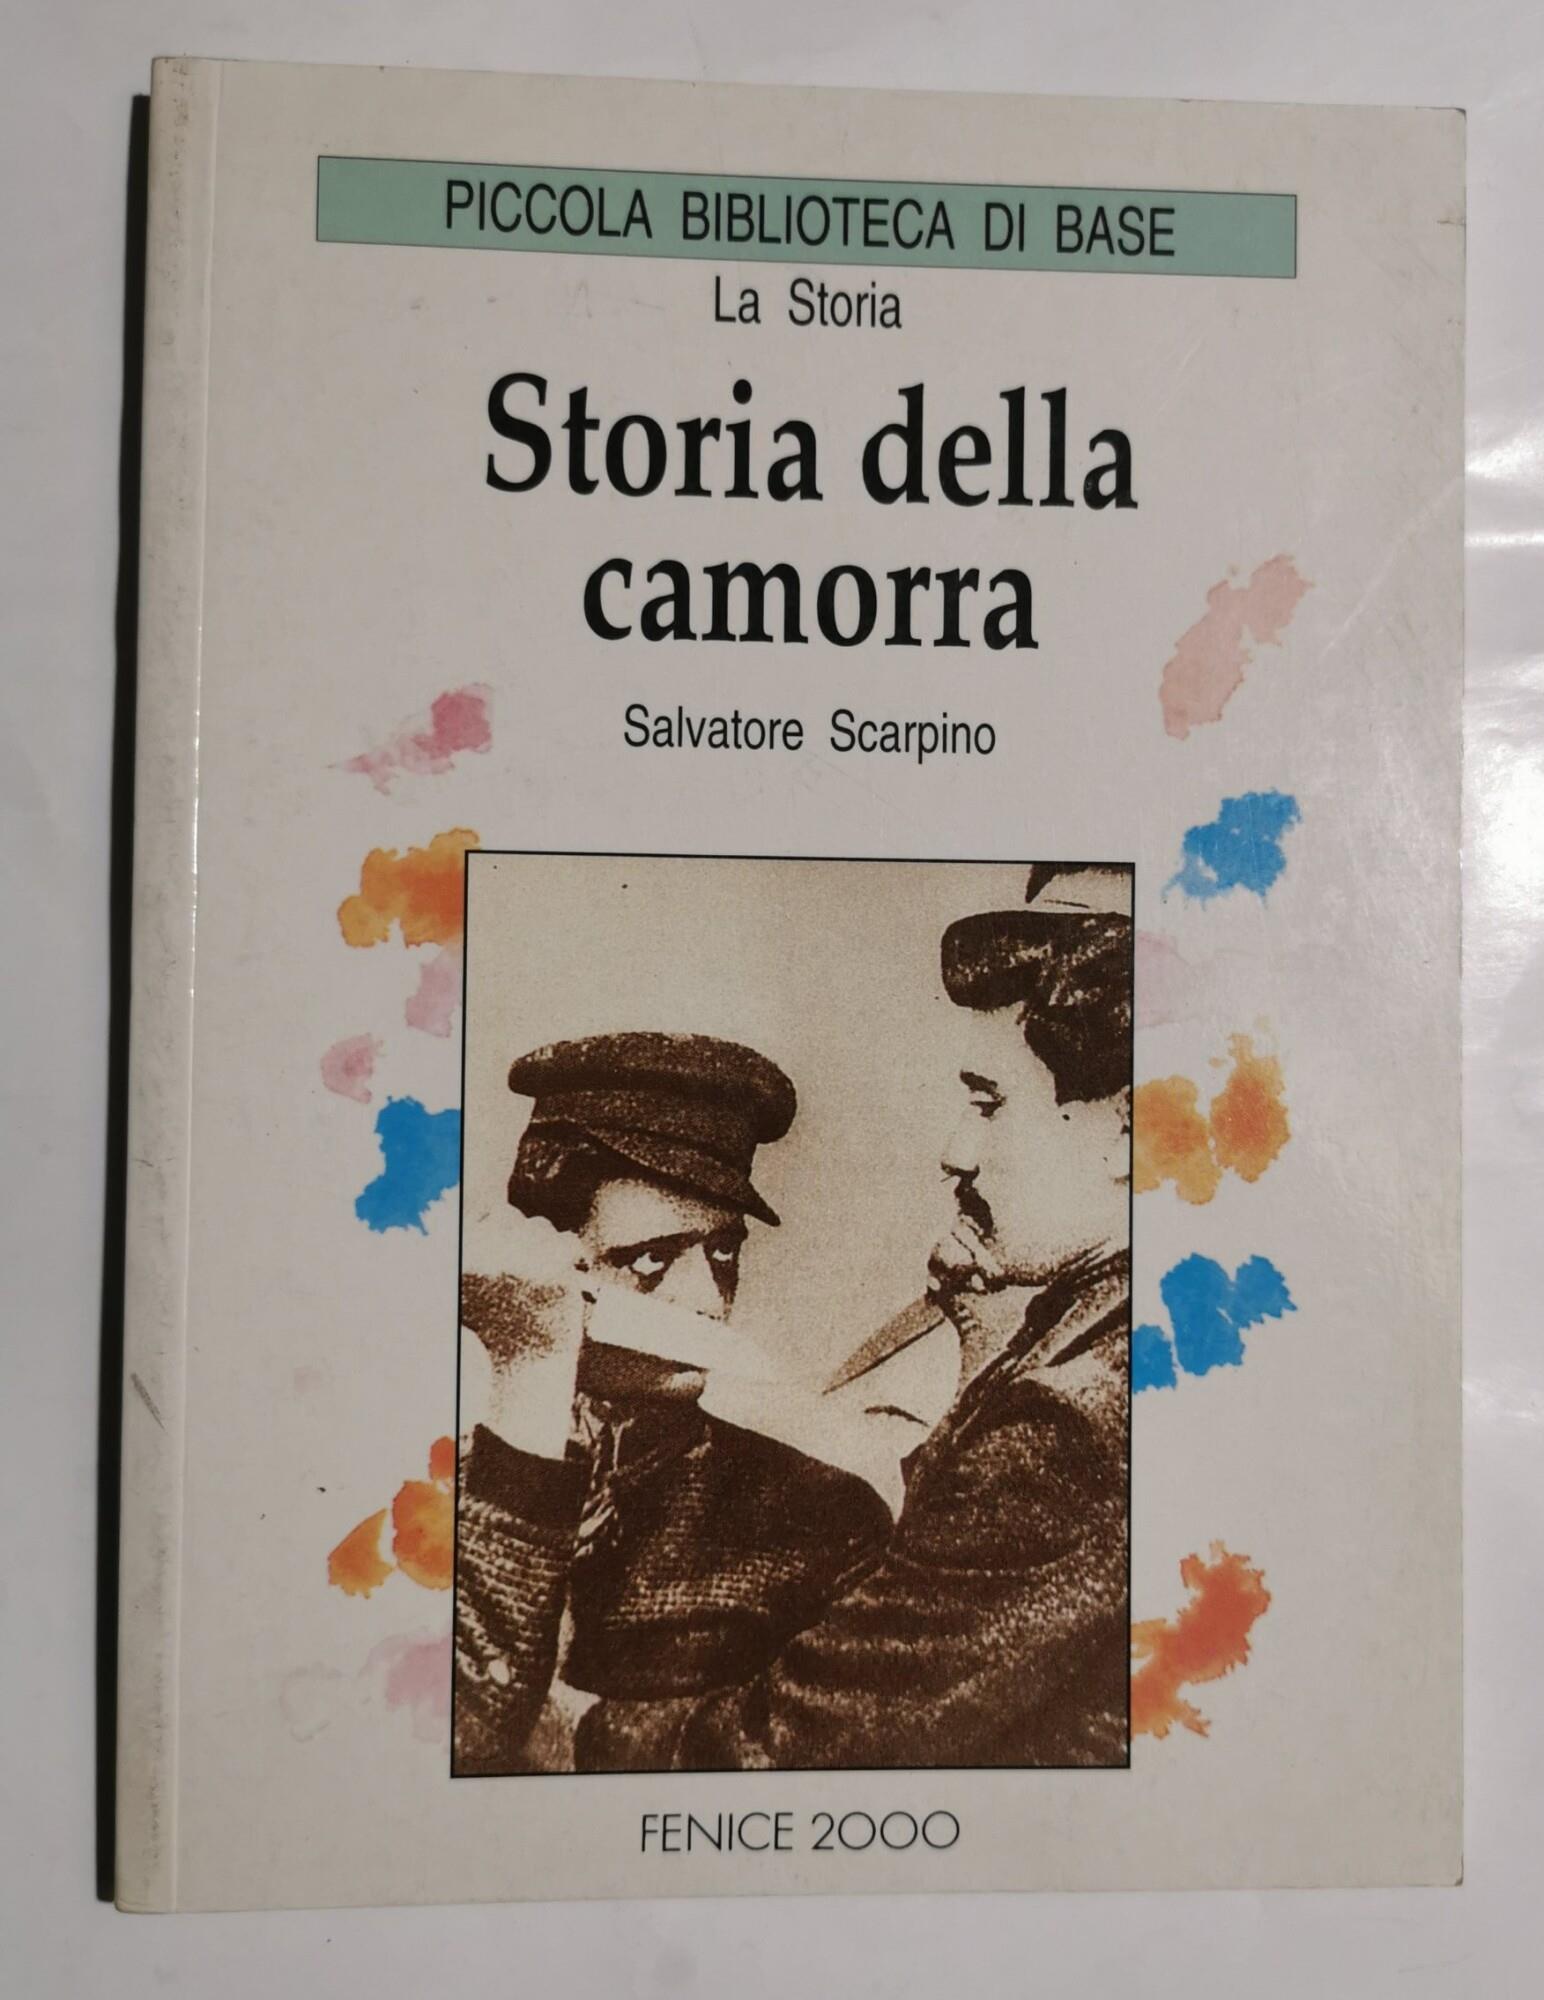 PICCOLA BIBLIOTECA DI BASE
La Storia
Storia della
camorra
Salvatore Scarpino
FENICE 2000